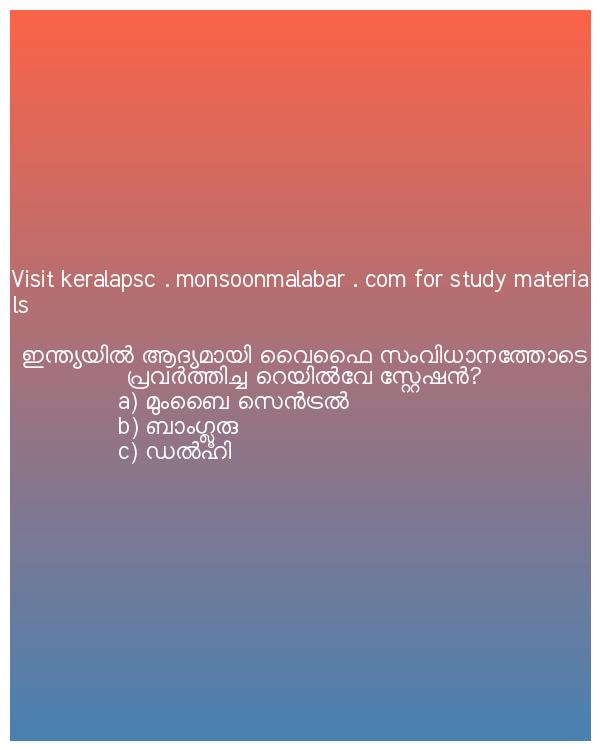 Visit keralapsc . monsoonmalabar . com for study materia
ls
ഇന്ത്യയിൽ ആദ്യമായി വൈഫൈ സംവിധാനത്തോടെ
പ്രവർത്തിച്ച റെയിൽവേ സ്റ്റേഷൻ?
a) മുംബൈ സെൻട്രൽ
b) ബാംഗ്ലൂരു
c) ഡൽഹി